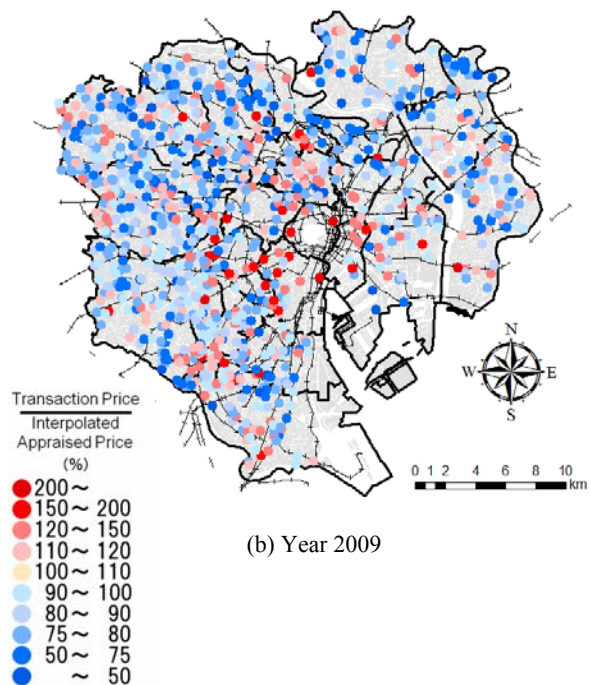 N
W E
S
Transaction Price
Interpolated
Appraised Price
(%)
200～
150～ 200
120～ 150
110～ 120
100～ 110
90～ 100
80～ 90
75～ 80
50～ 75
～ 50
0 1 2 4 6 8 10
km
(b) Year 2009